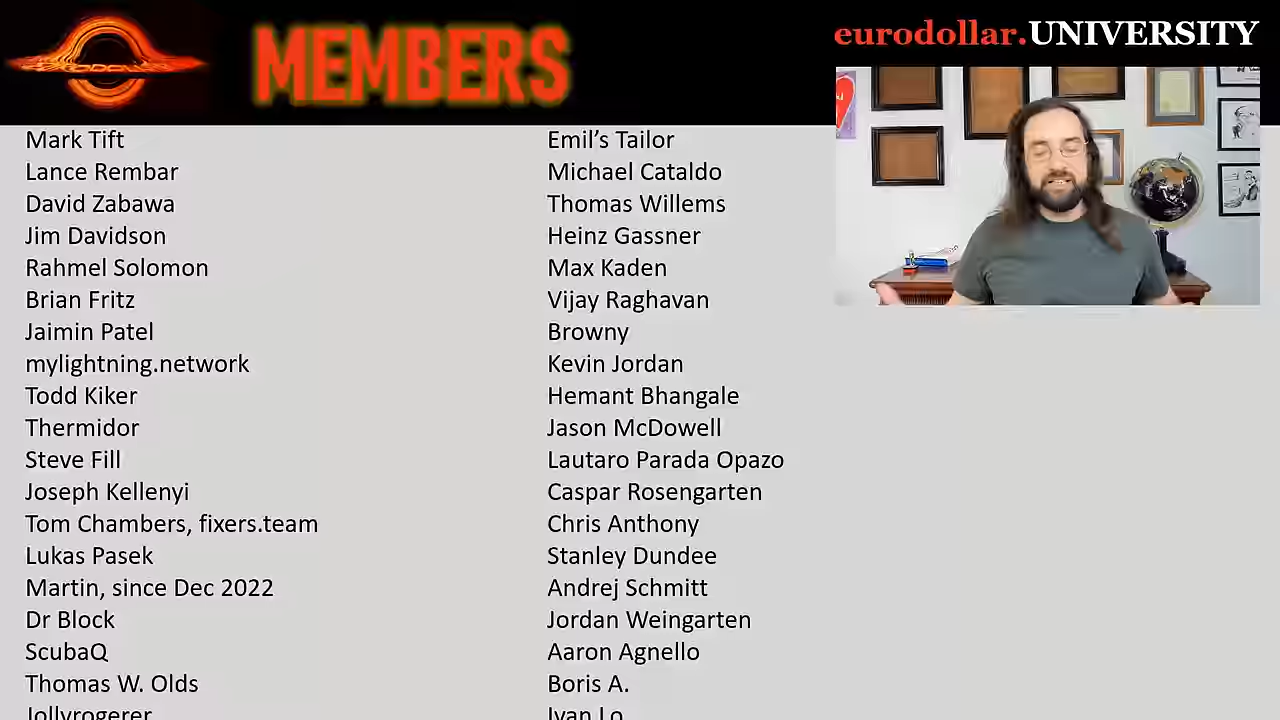 MEMBERS
eurodollar.UNIVERSITY
Mark Tift
Lance Rembar
David Zabawa
Jim Davidson
Rahmel Solomon
Brian Fritz
Jaimin Patel
mylightning.network
Todd Kiker
Thermidor
Steve Fill
Joseph Kellenyi
Tom Chambers, fixers.team
Lukas Pasek
Martin, since Dec 2022
Dr Block
ScubaQ
Thomas W. Olds
Jollyrogerer
Emil’s Tailor
Michael Cataldo
Thomas Willems
Heinz Gassner
Max Kaden
Vijay Raghavan
Browny
Kevin Jordan
Hemant Bhangale
Jason McDowell
Lautaro Parada Opazo
Caspar Rosengarten
Chris Anthony
Stanley Dundee
Andrej Schmitt
Jordan Weingarten
Aaron Agnello
Boris A.
Ivan Lo